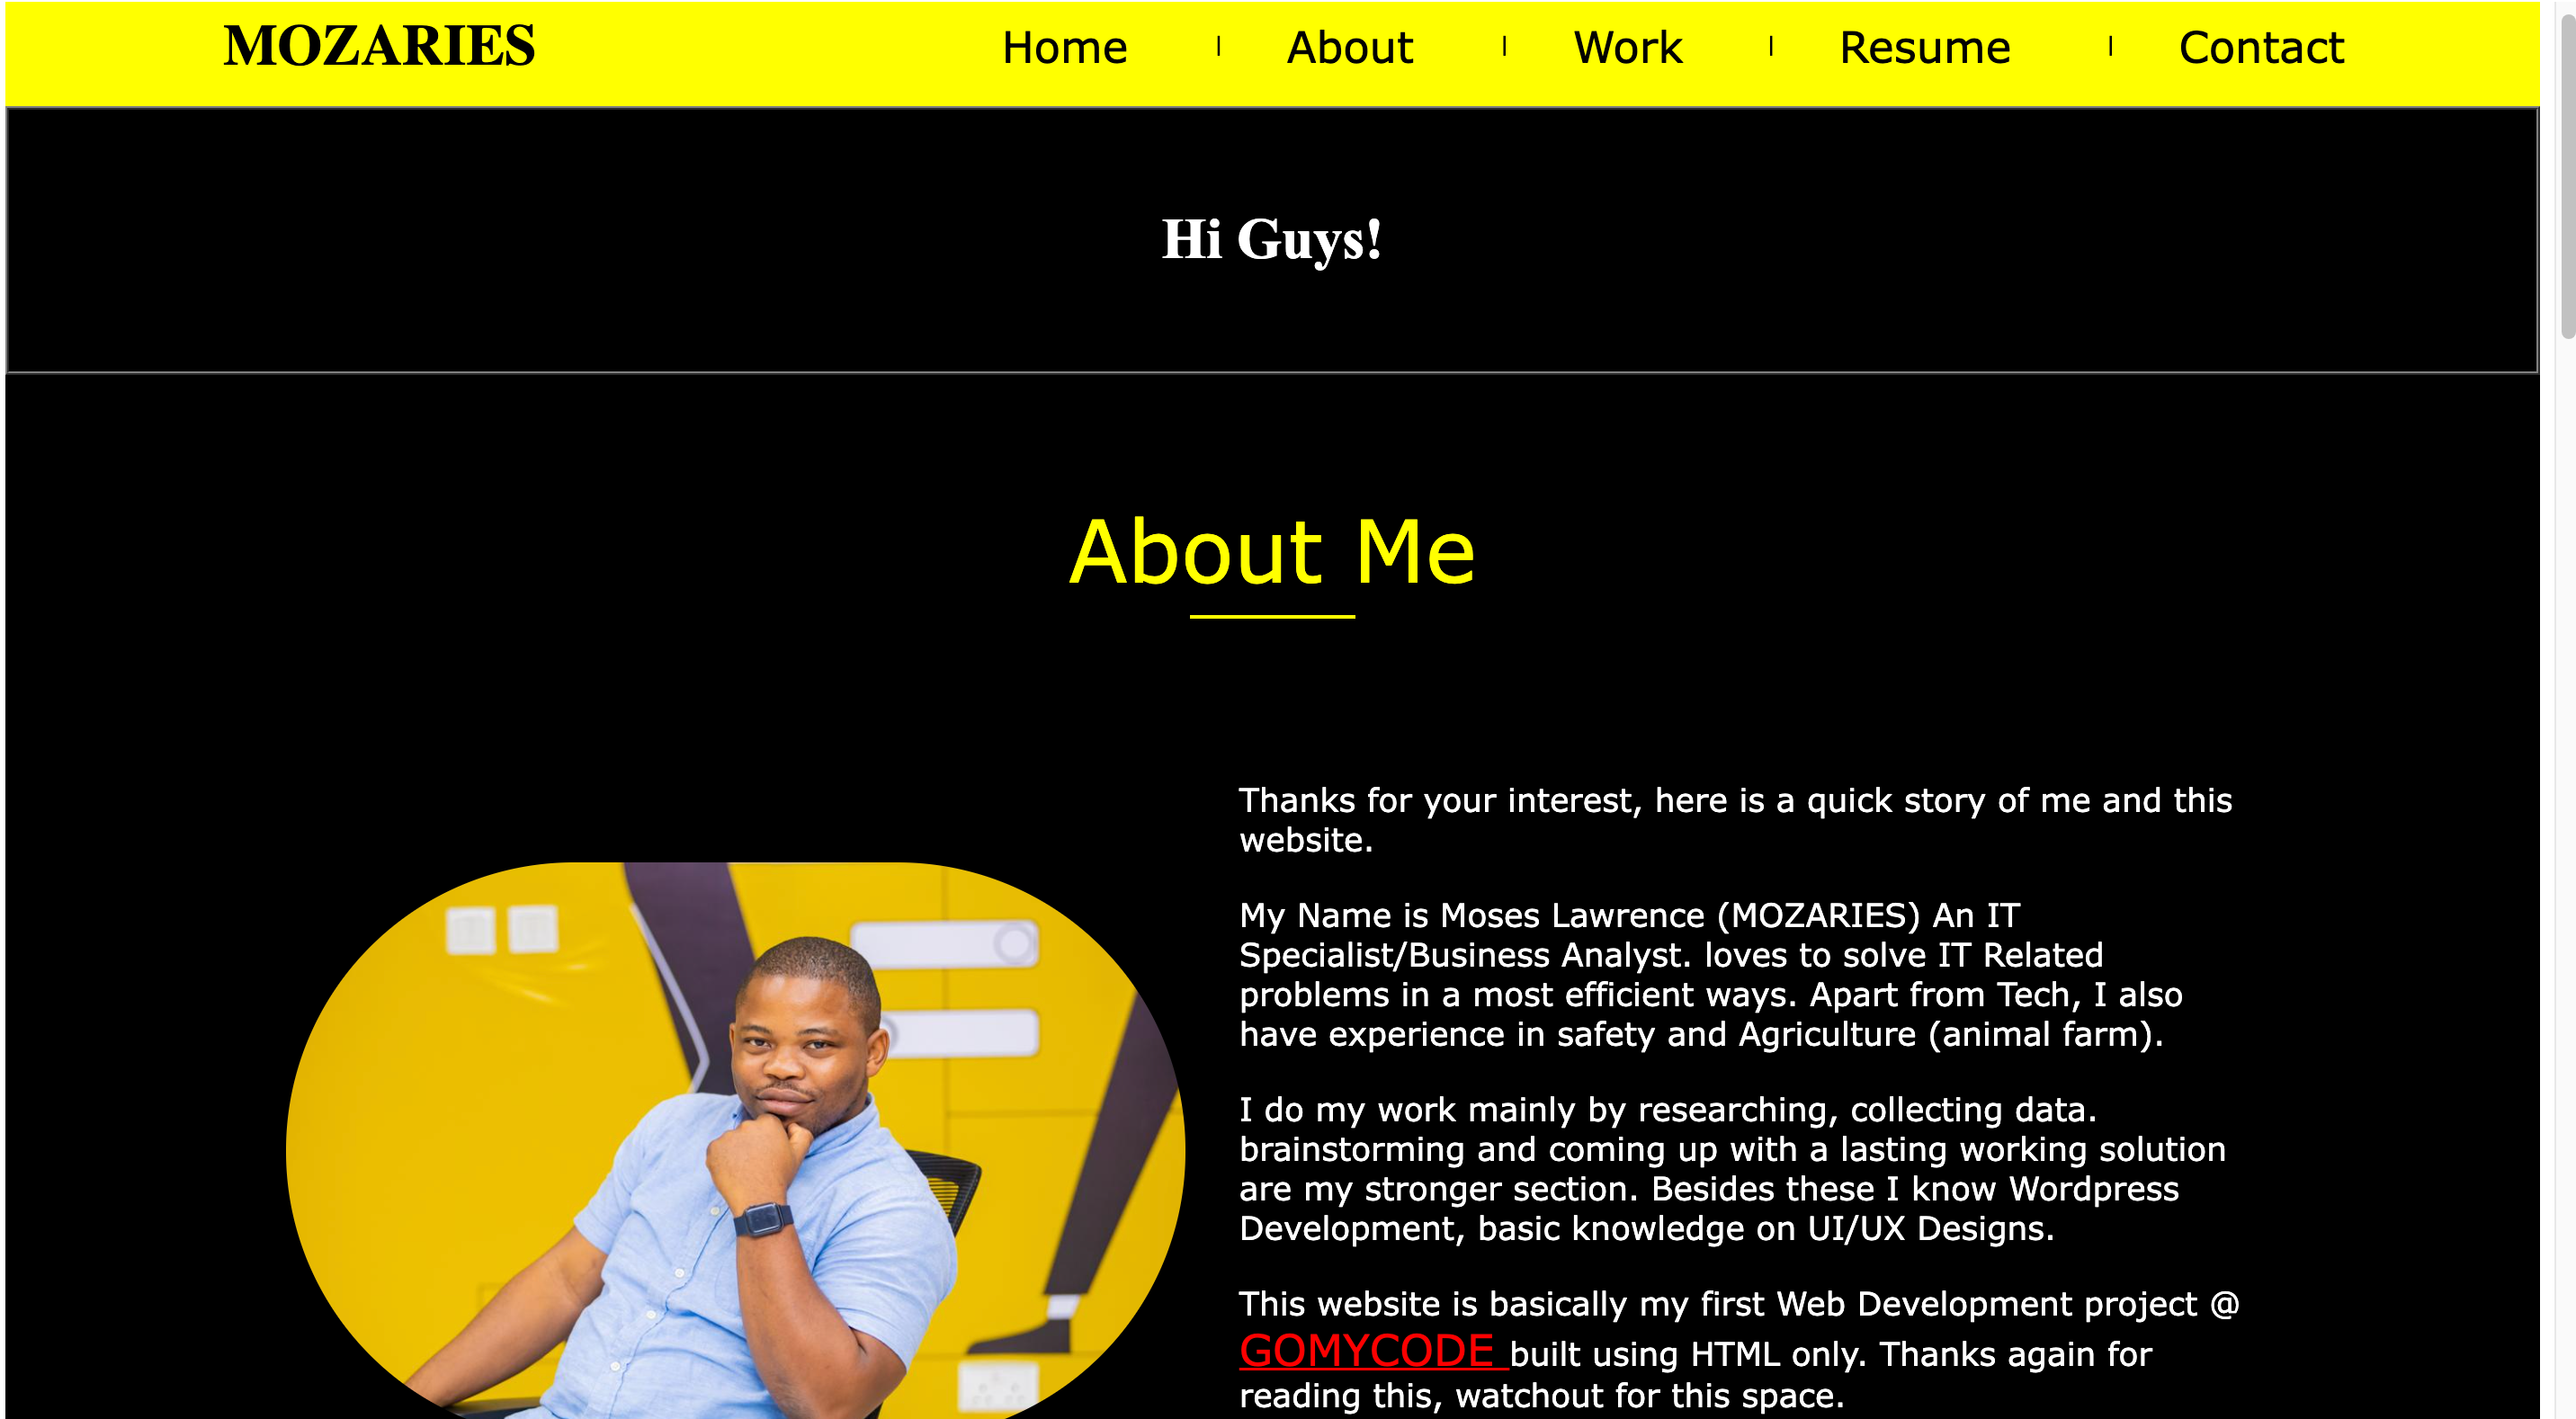 MOZARIES
Home | About | Work | Resume | Contact
Hi Guys!
About Me
Thanks for your interest, here is a quick story of me and this
website.
My Name is Moses Lawrence (MOZARIES) An IT
Specialist/Business Analyst. loves to solve IT Related
problems in a most efficient ways. Apart from Tech, I also
have experience in safety and Agriculture (animal farm).
I do my work mainly by researching, collecting data.
brainstorming and coming up with a lasting working solution
are my stronger section. Besides these I know Wordpress
Development, basic knowledge on UI/UX Designs.
This website is basically my first Web Development project @
GOMYCODE built using HTML only. Thanks again for
reading this, watchout for this space.